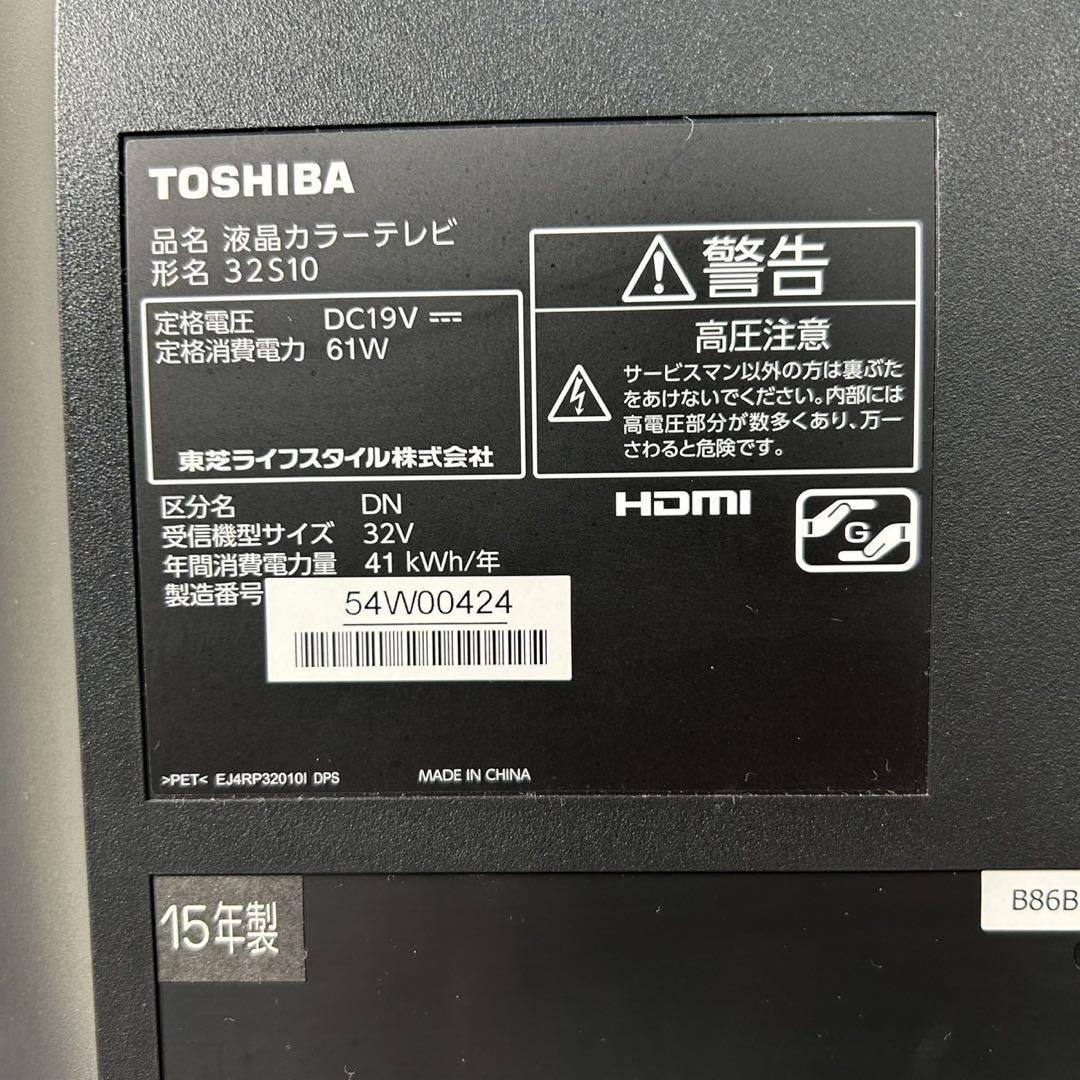 TOSHIBA
品名 液晶カラーテレビ
形名 32S10
定格電圧 DC19V
定格消費電力 61W
東芝ライフスタイル株式会社
警告
高圧注意
サービスマン以外の方は裏ぶた
をあけないでください。内部には
高電圧部分が数多くあり、万一
さわると危険です。
区分名 DN
受信機型サイズ 32V
年間消費電力量 41 kWh/年
製造番号 54W00424
HDMI
G
>PET< EJ4RP32010I DPS MADE IN CHINA
15年製
B86B